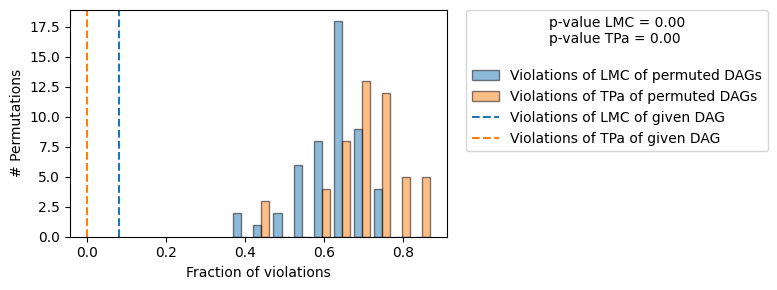 17.5
15.0
12.5
10.0
7.5
5.0
2.5
0.0
# Permutations
0.0 0.2 0.4 0.6 0.8
Fraction of violations
p-value LMC = 0.00
p-value TPa = 0.00
Violations of LMC of permuted DAGs
Violations of TPa of permuted DAGs
Violations of LMC of given DAG
Violations of TPa of given DAG